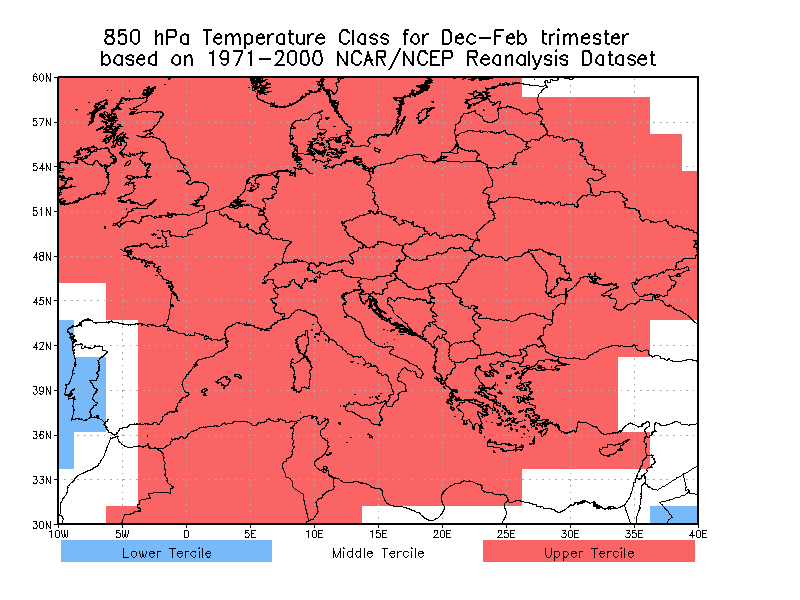 850 hPa Temperature Class for Dec-Feb trimester
based on 1971-2000 NCAR/NCEP Reanalysis Dataset
60N
57N
54N
51N
48N
45N
42N
39N
36N
33N
30N
10W 5W 0 5E 10E 15E 20E 25E 30E 35E 40E
Lower Tercile Middle Tercile Upper Tercile